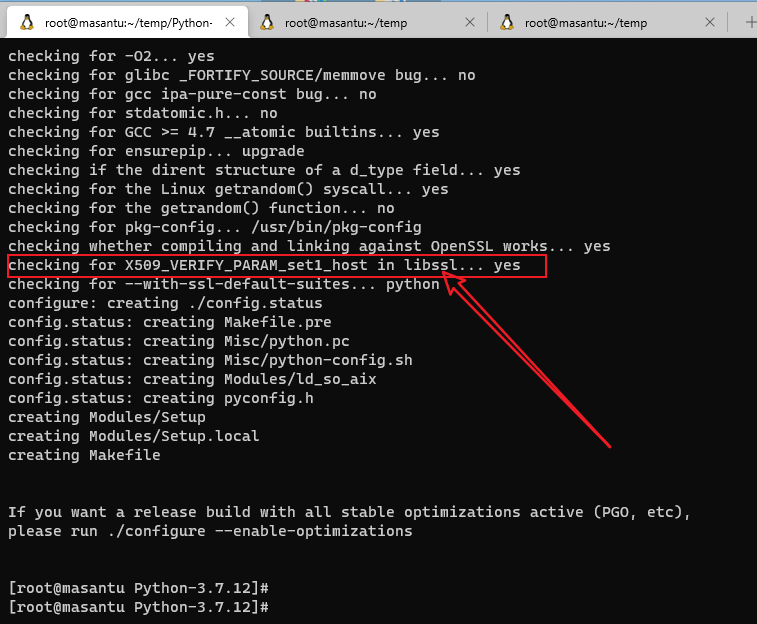 root@masantu:~/temp/Python-
root@masantu:~/temp
root@masantu:~/temp
checking for -O2... yes
checking for glibc _FORTIFY_SOURCE/memmove bug... no
checking for gcc ipa-pure-const bug... no
checking for stdatomic.h... no
checking for GCC >= 4.7 __atomic builtins... yes
checking for ensurepip... upgrade
checking if the dirent structure of a d_type field... yes
checking for the Linux getrandom() syscall... yes
checking for the getrandom() function... no
checking for pkg-config... /usr/bin/pkg-config
checking whether compiling and linking against OpenSSL works... yes
checking for X509_VERIFY_PARAM_set1_host in libssl... yes
checking for --with-ssl-default-suites... python
configure: creating ./config.status
config.status: creating Makefile.pre
config.status: creating Misc/python.pc
config.status: creating Misc/python-config.sh
config.status: creating Modules/ld_so_aix
config.status: creating pyconfig.h
creating Modules/Setup
creating Modules/Setup.local
creating Makefile
If you want a release build with all stable optimizations active (PGO, etc),
please run ./configure --enable-optimizations
[root@masantu Python-3.7.12]#
[root@masantu Python-3.7.12]#